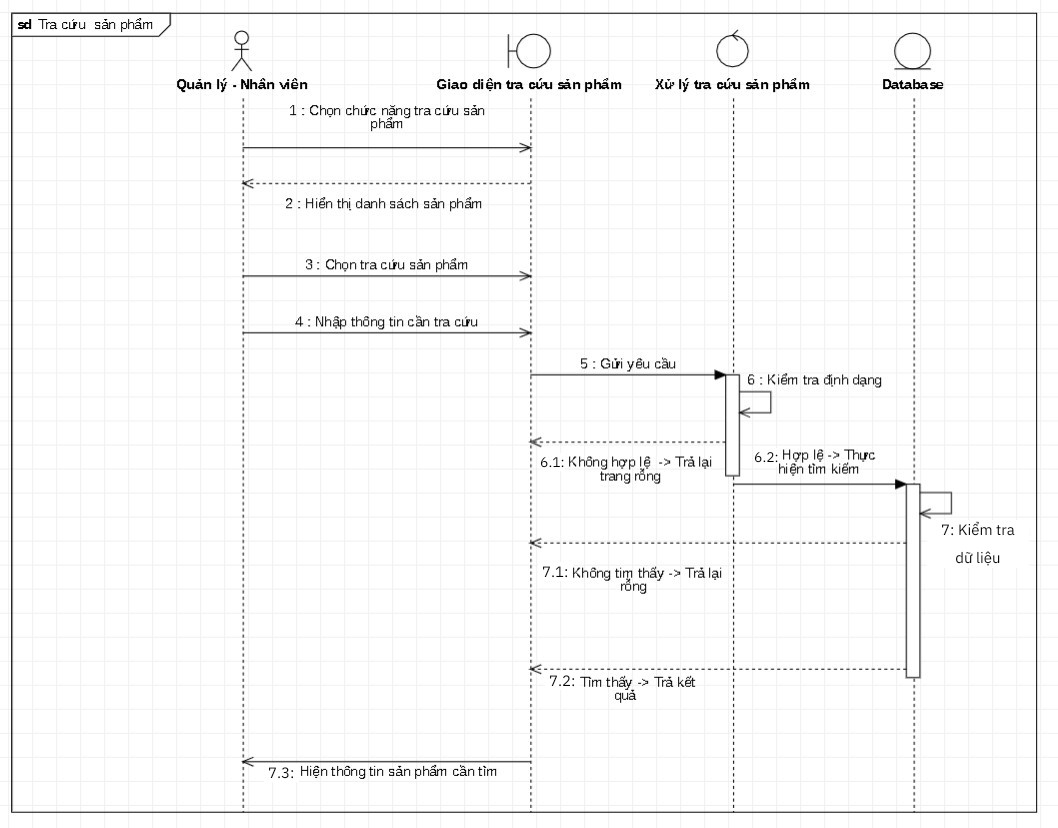 sd Tra cứu sản phẩm
Quản lý - Nhân viên
Giao diện tra cứu sản phẩm
Xử lý tra cứu sản phẩm
Database
1 : Chọn chức năng tra cứu sản
phẩm
2 : Hiển thị danh sách sản phẩm
3 : Chọn tra cứu sản phẩm
4 : Nhập thông tin cần tra cứu
5 : Gửi yêu cầu
6 : Kiểm tra định dạng
6.1: Không hợp lệ -> Trả lại
trang rỗng
6.2: Hợp lệ -> Thực
hiện tìm kiếm
7: Kiểm tra
dữ liệu
7.1: Không tim thấy -> Trả lại
rỗng
7.2: Tìm thấy -> Trả kết
quả
7.3: Hiện thông tin sản phẩm cần tìm